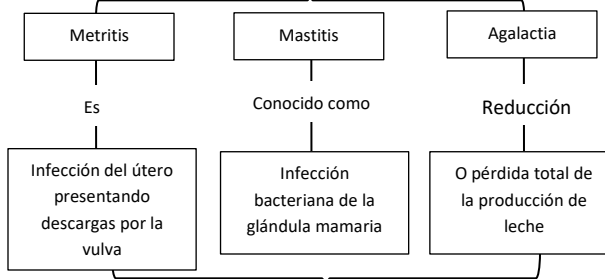 Metritis
Mastitis
Agalactia
Es
Conocido como
Reducción
Infección del útero
presentando
descargas por la
vulva
Infección
bacteriana de la
glándula mamaria
O pérdida total de
la producción de
leche